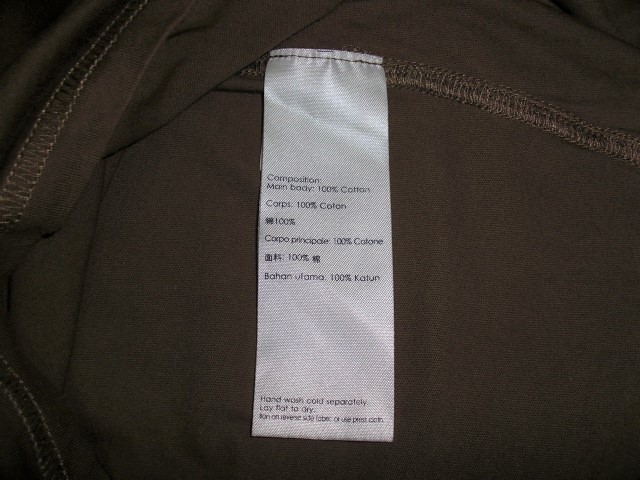 Composition:
Main body: 100% Cotton
Corps: 100% Coton
綿100%
Corpo principale: 100% Cotone
面料: 100% 棉
Bahan utama: 100% Katun
Hand wash cold separately.
Lay flat to dry.
Iron on reverse side fabric or use press cloth.